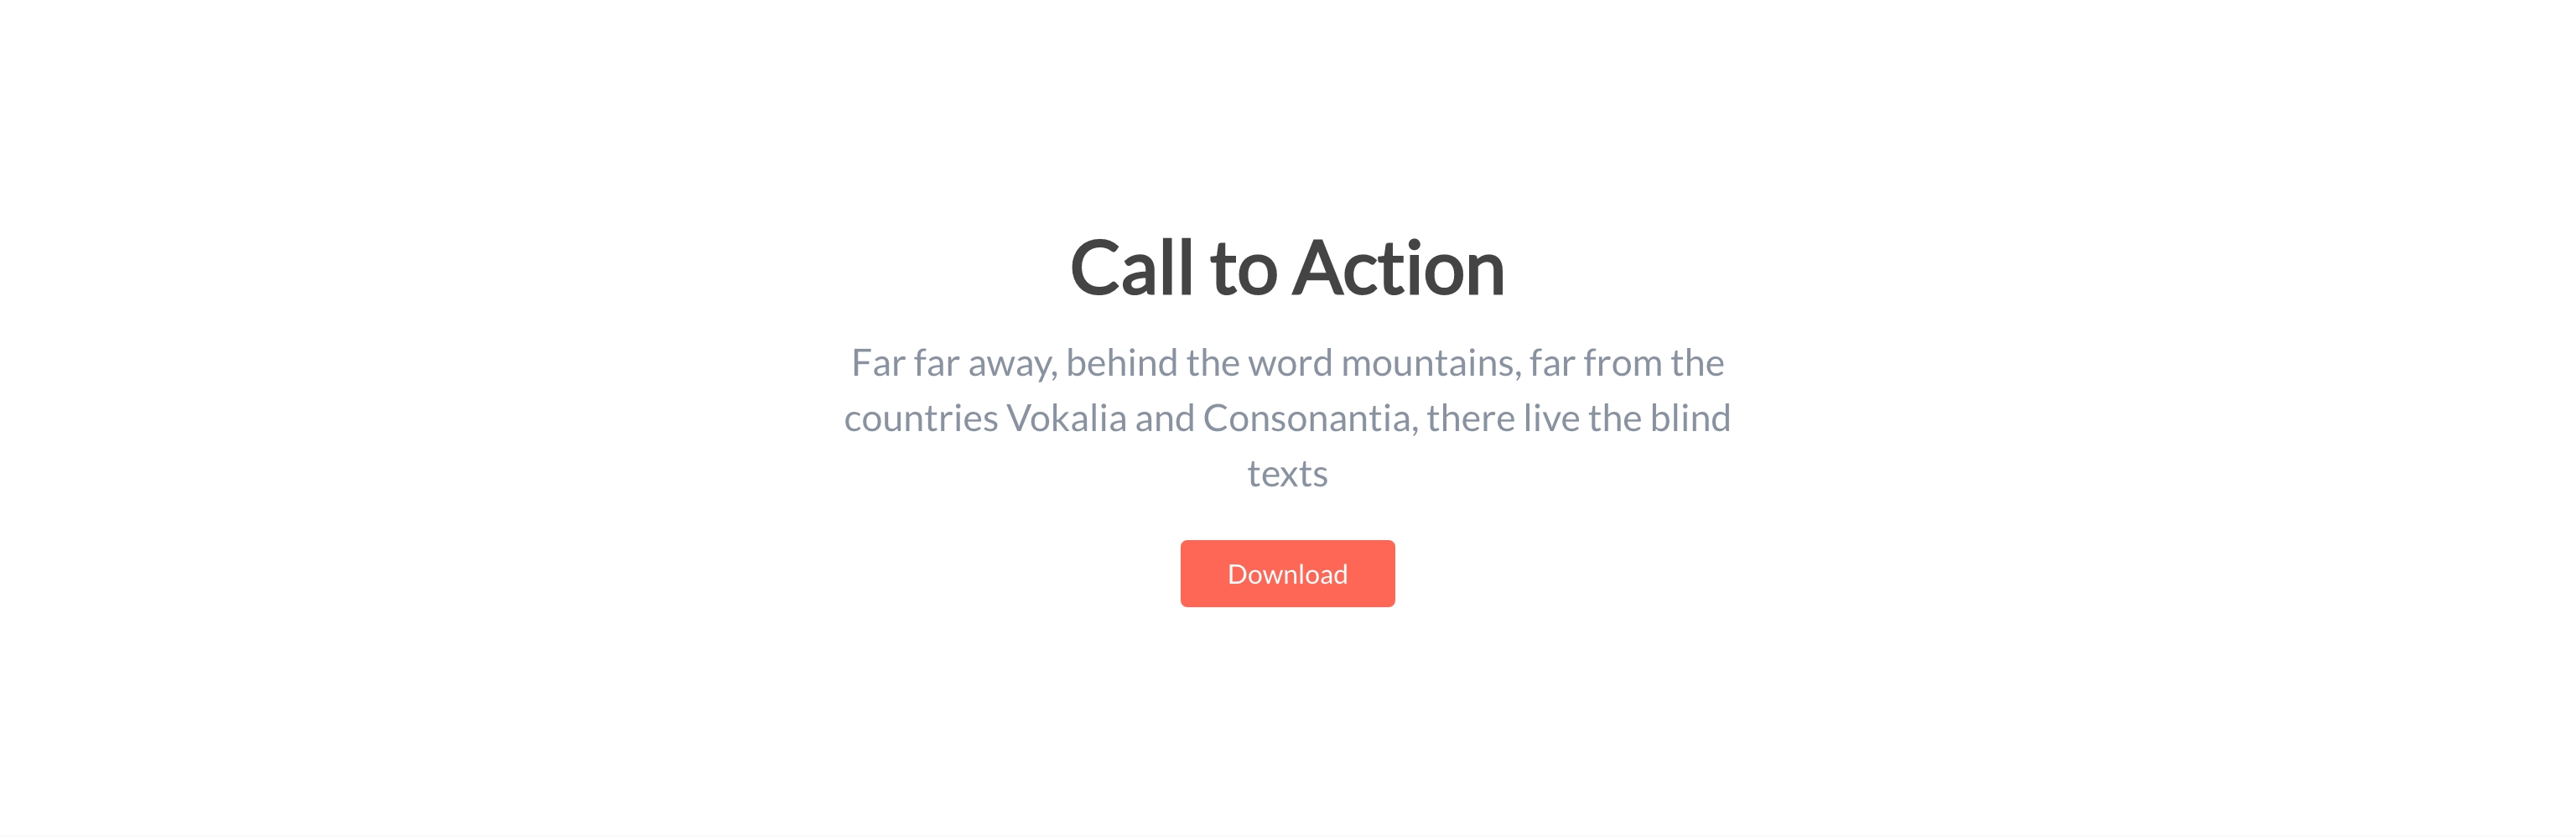 Call to Action
Far far away, behind the word mountains, far from the
countries Vokalia and Consonantia, there live the blind
texts
Download